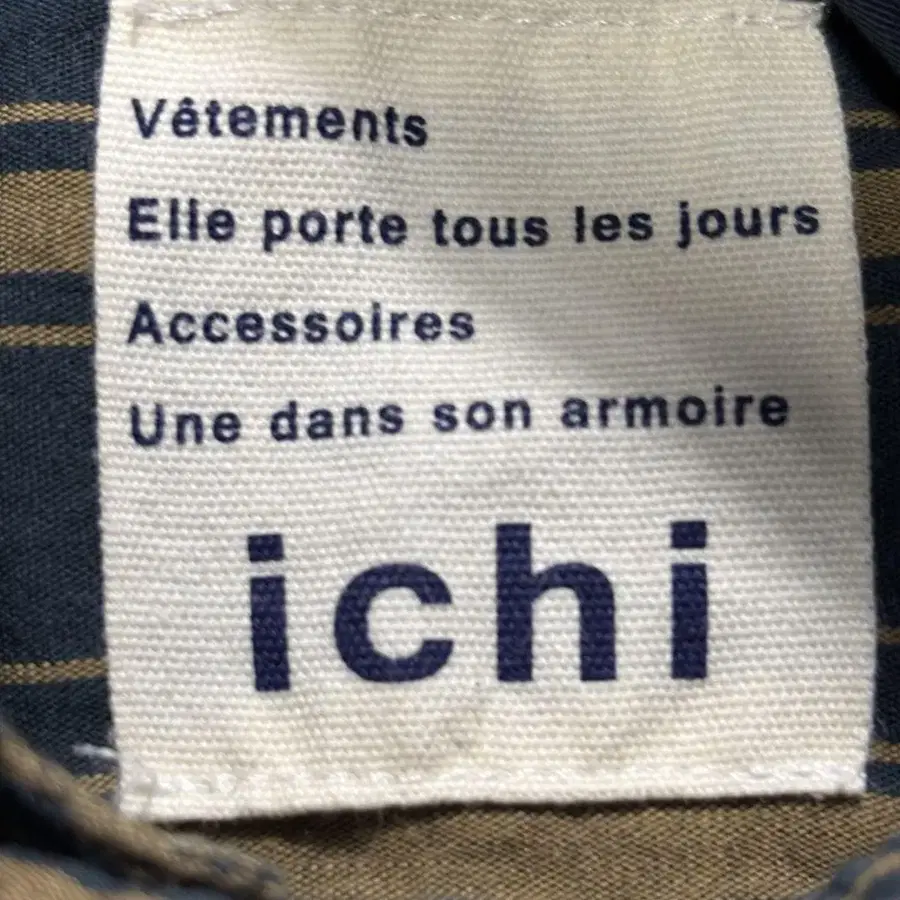 Vêtements
Elle porte tous les jours
Accessoires
Une dans son armoire
ichi